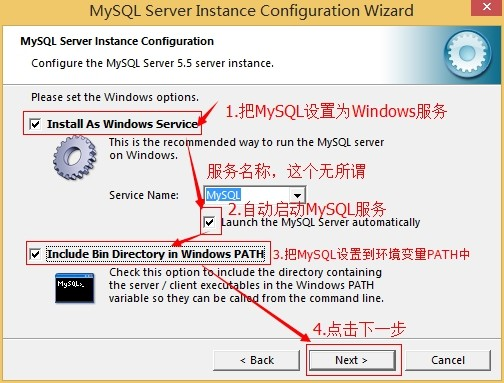 MySQL Server Instance Configuration Wizard
MySQL Server Instance Configuration
Configure the MySQL Server 5.5 server instance.
Please set the Windows options.
1.把MySQL设置为Windows服务
Install As Windows Service
This is the recommended way to run the MySQL server
on Windows.
服务名称，这个无所谓
Service Name:
MySQL
2.自动启动MySQL服务
Launch the MySQL Server automatically
Include Bin Directory in Windows PATH
3.把MySQL设置到环境变量PATH中
Check this option to include the directory containing
the server / client executables in the Windows PATH
variable so they can be called from the command line.
MySQL>_
4.点击下一步
< Back
Next >
Cancel